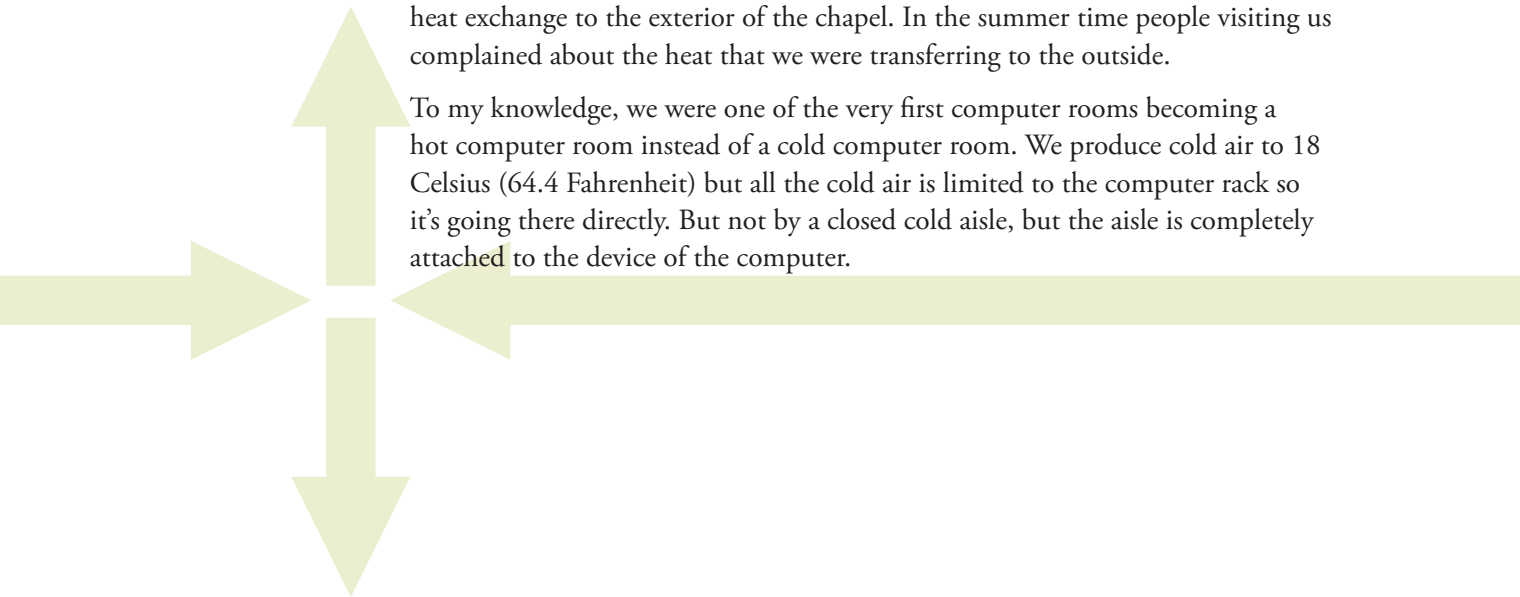 heat exchange to the exterior of the chapel. In the summer time people visiting us
complained about the heat that we were transferring to the outside.
To my knowledge, we were one of the very first computer rooms becoming a
hot computer room instead of a cold computer room. We produce cold air to 18
Celsius (64.4 Fahrenheit) but all the cold air is limited to the computer rack so
it’s going there directly. But not by a closed cold aisle, but the aisle is completely
attached to the device of the computer.